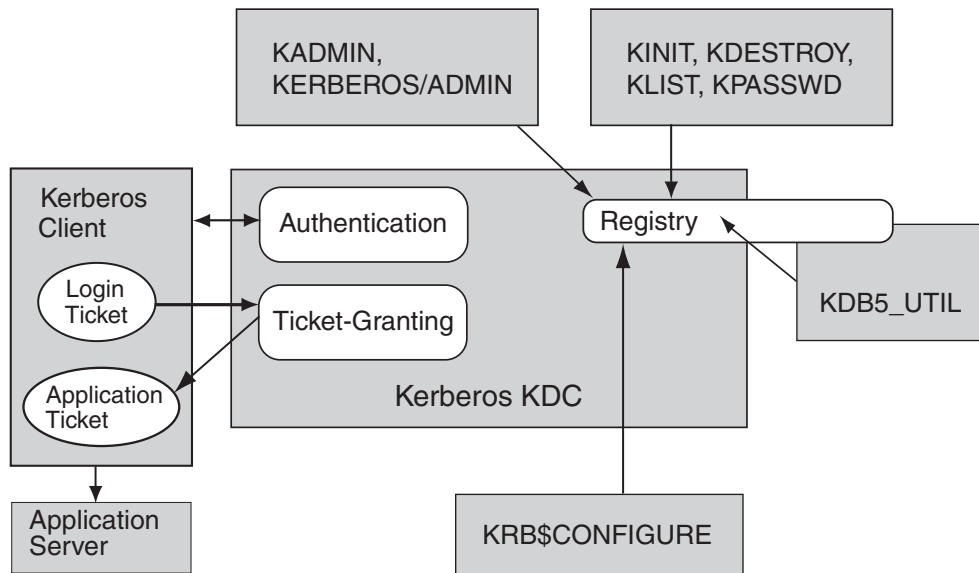 KADMIN,
KERBEROS/ADMIN
KINIT, KDESTROY,
KLIST, KPASSWD
Kerberos
Client
Authentication
Registry
Login
Ticket
Ticket-Granting
KDB5_UTIL
Application
Ticket
Kerberos KDC
Application
Server
KRB$CONFIGURE